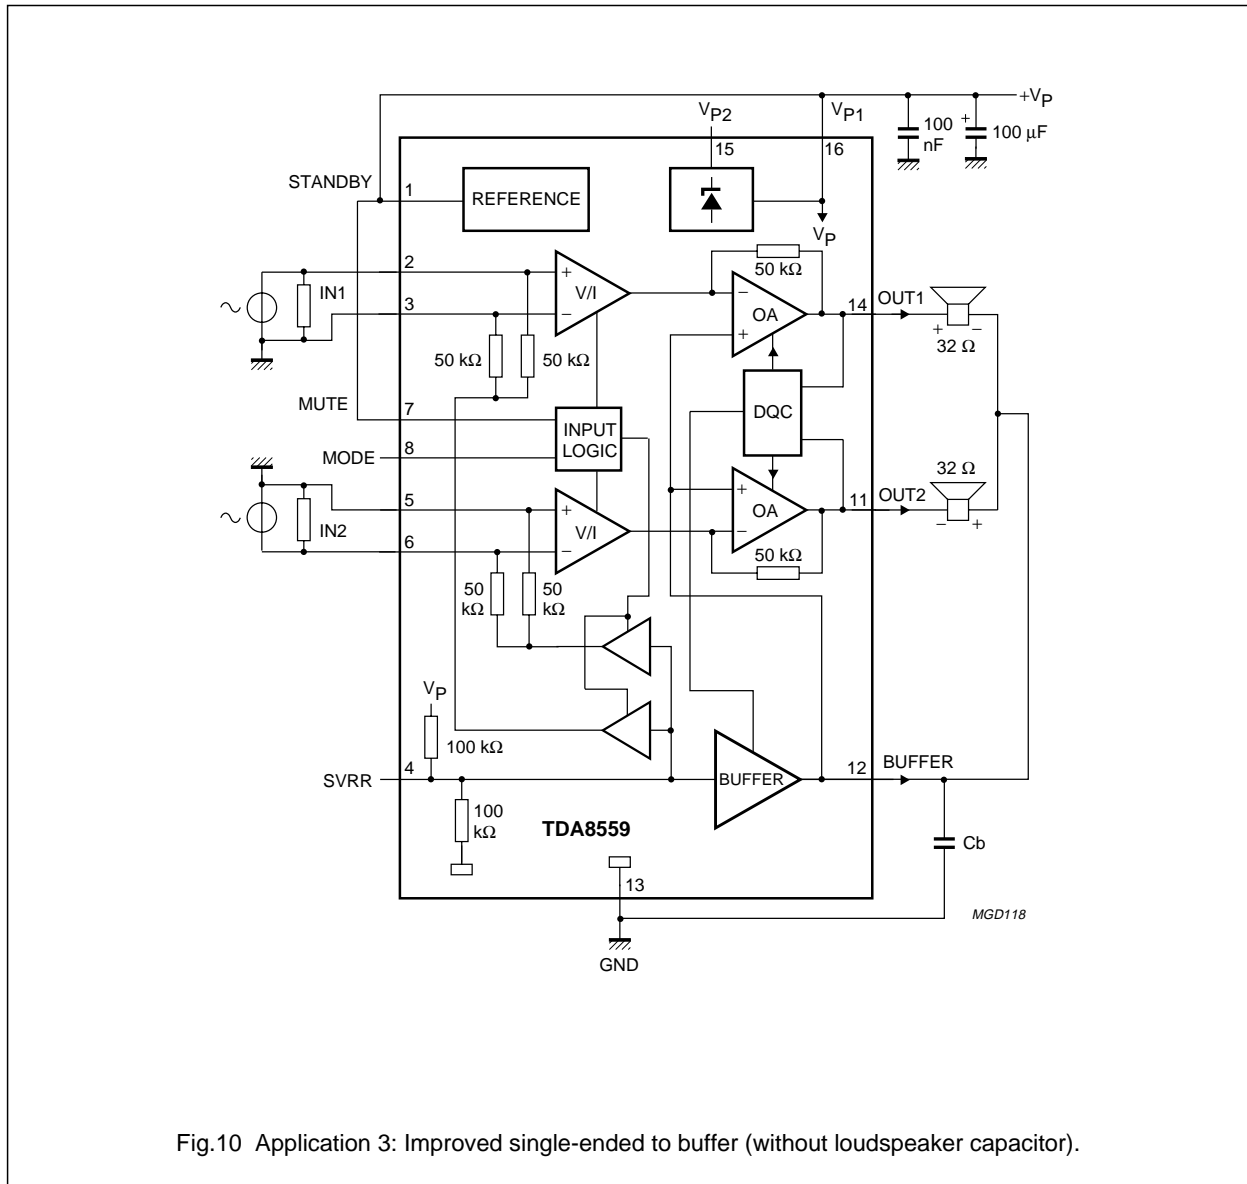 +VP
VP2
VP1
100
nF
+
100 µF
15
16
STANDBY
1
REFERENCE
VP
2
+
50 kΩ
~
IN1
V/I
−
14
OUT1
3
−
OA
+
+ −
32 Ω
50 kΩ
50 kΩ
MUTE
7
INPUT
LOGIC
DQC
MODE
8
32 Ω
5
+
+
11
OUT2
~
IN2
V/I
OA
− +
6
−
−
50 kΩ
50
kΩ
50
kΩ
VP
100 kΩ
SVRR
4
BUFFER
12
BUFFER
100
kΩ
TDA8559
Cb
13
MGD118
GND
Fig.10 Application 3: Improved single-ended to buffer (without loudspeaker capacitor).